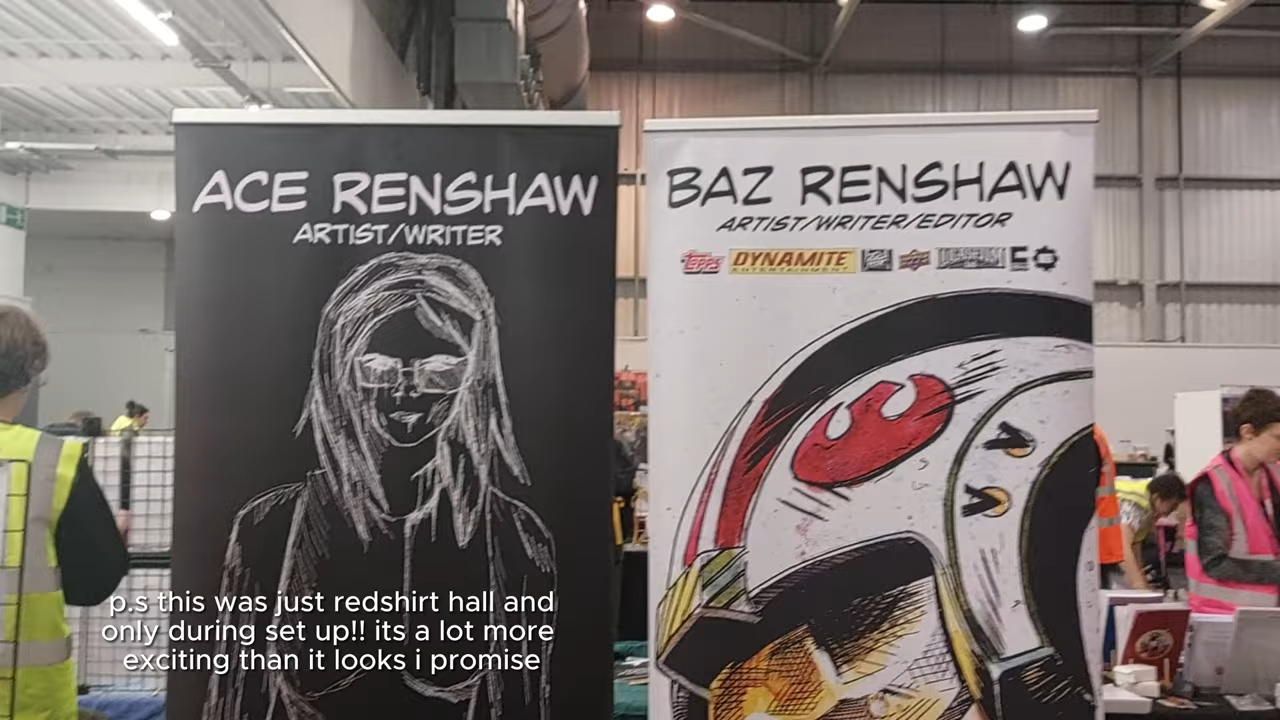 ACE RENSHAW
ARTIST/WRITER
BAZ RENSHAW
ARTIST/WRITER/EDITOR
Topps
DYNAMITE
ENTERTAINMENT
p.s this was just redshirt hall and
only during set up!! its a lot more
exciting than it looks i promise